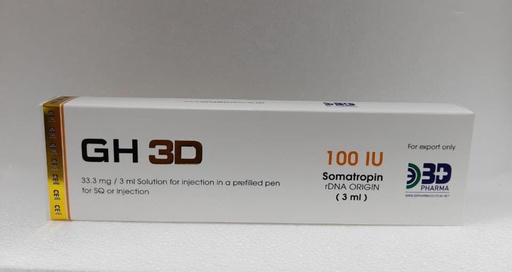 GH 3D
33.3 mg / 3 ml Solution for injection in a prefilled pen
for SQ or Injection
100 IU
Somatropin
rDNA ORIGIN
( 3 ml )
For export only
3D
PHARMA